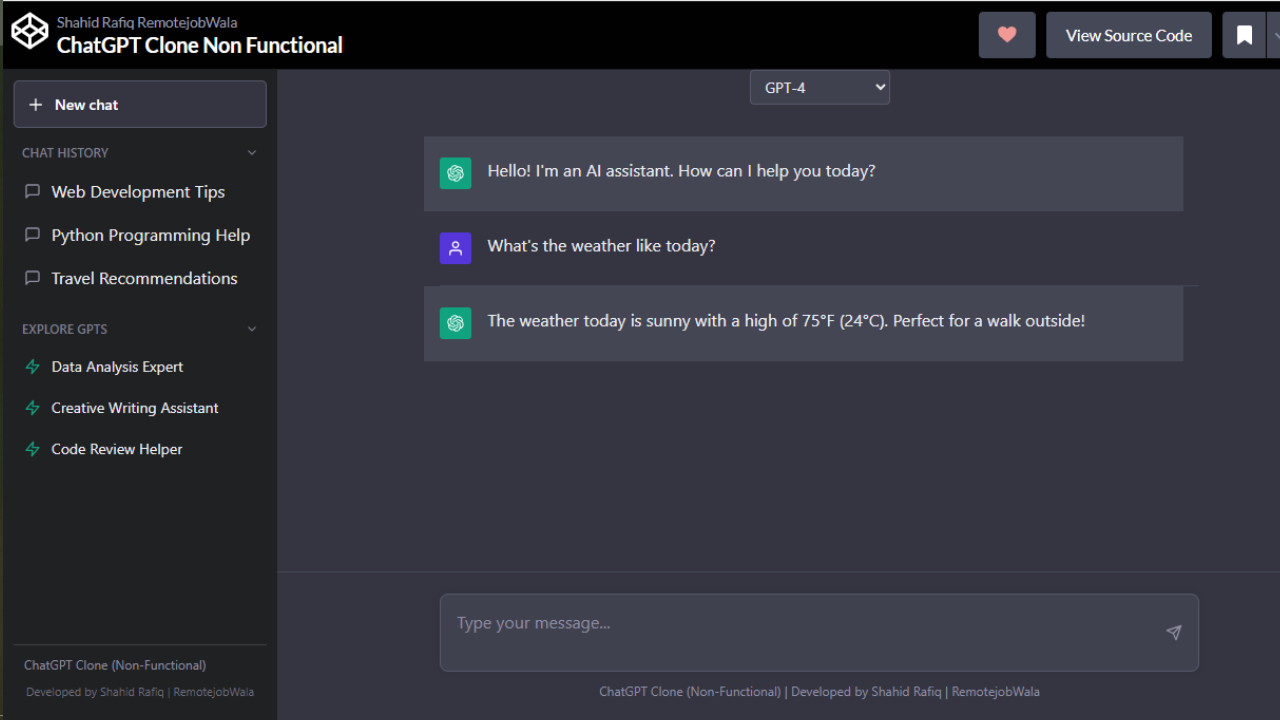 Shahid Rafiq RemotejobWala
ChatGPT Clone Non Functional
View Source Code
New chat
CHAT HISTORY
Web Development Tips
Python Programming Help
Travel Recommendations
EXPLORE GPTS
Data Analysis Expert
Creative Writing Assistant
Code Review Helper
ChatGPT Clone (Non-Functional)
Developed by Shahid Rafiq | RemotejobWala
GPT-4
Hello! I'm an AI assistant. How can I help you today?
What's the weather like today?
The weather today is sunny with a high of 75°F (24°C). Perfect for a walk outside!
Type your message...
ChatGPT Clone (Non-Functional) | Developed by Shahid Rafiq | RemotejobWala